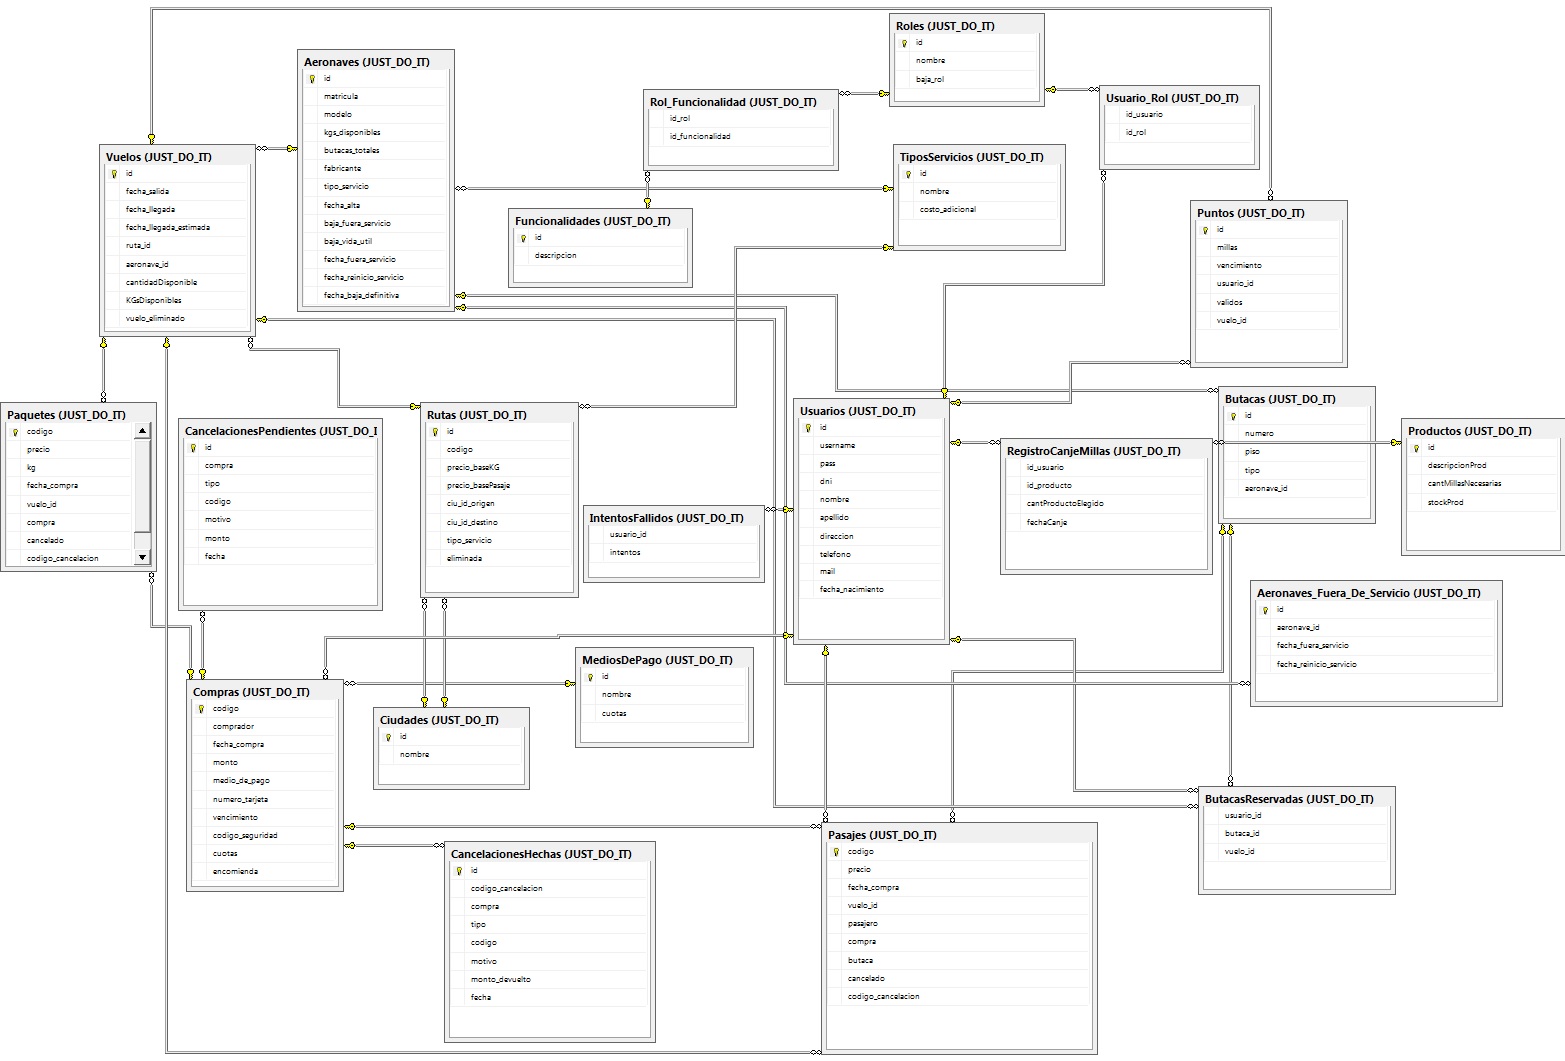 Roles (JUST_DO_IT)
id
nombre
baja_rol
Aeronaves (JUST_DO_IT)
id
matricula
modelo
kgs_disponibles
butacas_totales
fabricante
tipo_servicio
fecha_alta
baja_fuera_servicio
baja_vida_util
fecha_fuera_servicio
fecha_reinicio_servicio
fecha_baja_definitiva
Rol_Funcionalidad (JUST_DO_IT)
id_rol
id_funcionalidad
Usuario_Rol (JUST_DO_IT)
id_usuario
id_rol
Vuelos (JUST_DO_IT)
id
fecha_salida
fecha_llegada
fecha_llegada_estimada
ruta_id
aeronave_id
cantidadDisponible
KGsDisponibles
vuelo_eliminado
TiposServicios (JUST_DO_IT)
id
nombre
costo_adicional
Funcionalidades (JUST_DO_IT)
id
descripcion
Puntos (JUST_DO_IT)
id
millas
vencimiento
usuario_id
validos
vuelo_id
Paquetes (JUST_DO_IT)
codigo
precio
kg
fecha_compra
vuelo_id
compra
cancelado
codigo_cancelacion
CancelacionesPendientes (JUST_DO_I
id
compra
tipo
codigo
motivo
monto
fecha
Rutas (JUST_DO_IT)
id
codigo
precio_baseKG
precio_basePasaje
ciu_id_origen
ciu_id_destino
tipo_servicio
eliminada
Usuarios (JUST_DO_IT)
id
username
pass
dni
nombre
apellido
direccion
telefono
mail
fecha_nacimiento
Butacas (JUST_DO_IT)
id
numero
piso
tipo
aeronave_id
Productos (JUST_DO_IT)
id
descripcionProd
cantMillasNecesarias
stockProd
RegistroCanjeMillas (JUST_DO_IT)
id_usuario
id_producto
cantProductoElegido
fechaCanje
IntentosFallidos (JUST_DO_IT)
usuario_id
intentos
Aeronaves_Fuera_De_Servicio (JUST_DO_IT)
id
aeronave_id
fecha_fuera_servicio
fecha_reinicio_servicio
MediosDePago (JUST_DO_IT)
id
nombre
cuotas
Compras (JUST_DO_IT)
codigo
comprador
fecha_compra
monto
medio_de_pago
numero_tarjeta
vencimiento
codigo_seguridad
cuotas
encomienda
Ciudades (JUST_DO_IT)
id
nombre
ButacasReservadas (JUST_DO_IT)
usuario_id
butaca_id
vuelo_id
Pasajes (JUST_DO_IT)
codigo
precio
fecha_compra
vuelo_id
pasajero
compra
butaca
cancelado
codigo_cancelacion
CancelacionesHechas (JUST_DO_IT)
id
codigo_cancelacion
compra
tipo
codigo
motivo
monto_devuelto
fecha